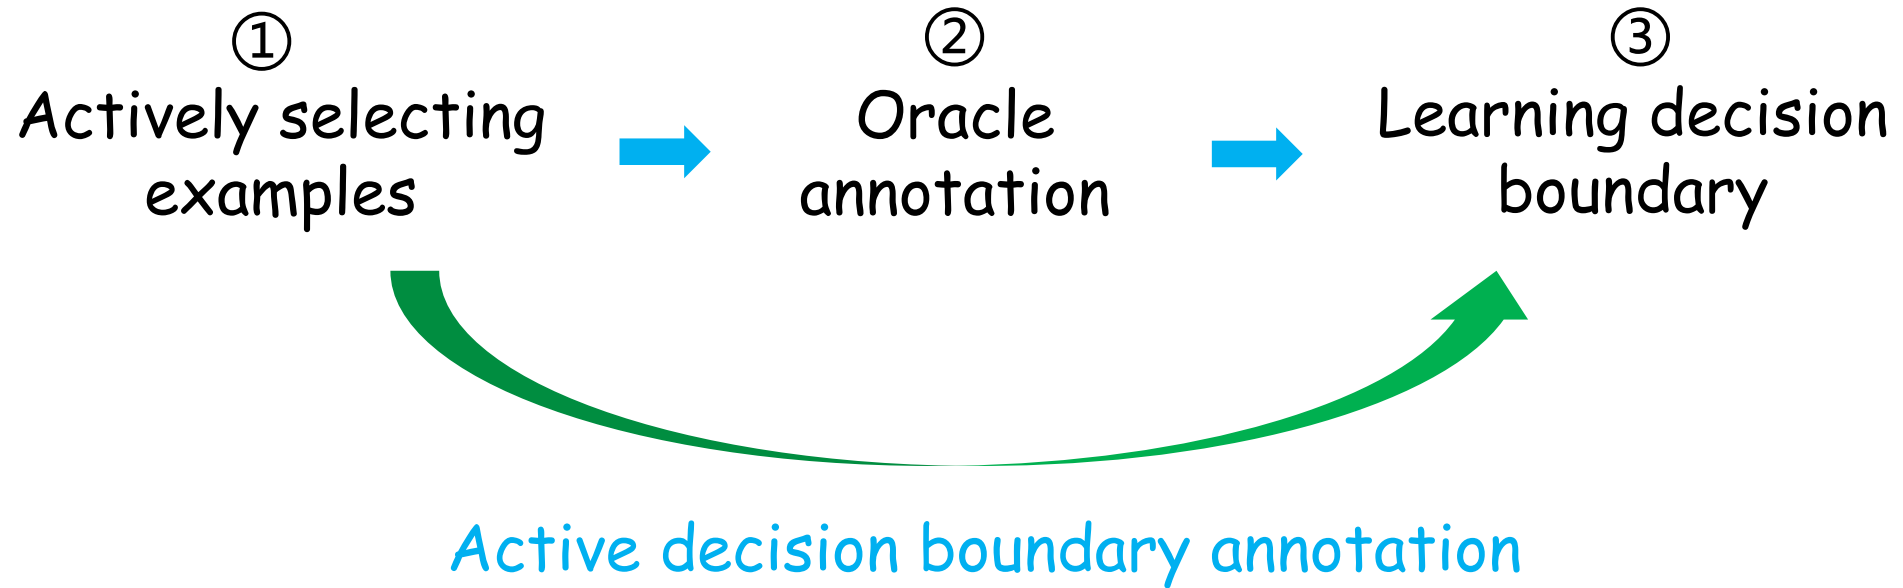 ①
Actively selecting
examples
②
Oracle
annotation
③
Learning decision
boundary
Active decision boundary annotation